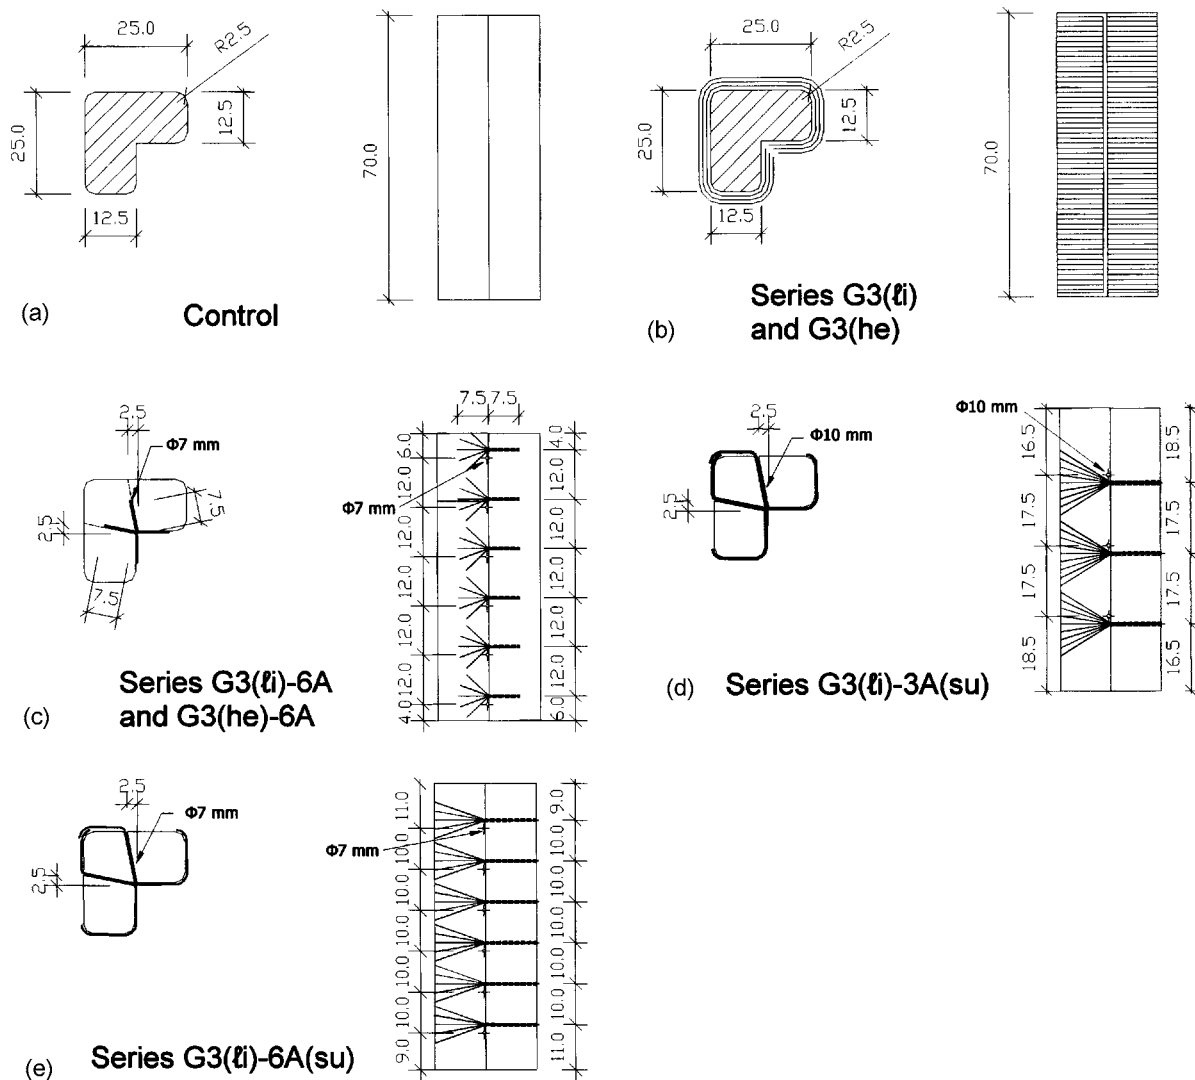 25.0
R2.5
25.0
12.5
12.5
70.0
(a)
Control
25.0
R2.5
25.0
12.5
12.5
70.0
(b)
Series G3(ℓi)
and G3(he)
2.5
Φ7 mm
7.5
2.5
7.5
7.5 7.5
6.0
12.0
12.0
12.0
12.0
12.0
4.0
Φ7 mm
4.0
12.0
12.0
12.0
12.0
12.0
6.0
(c)
Series G3(ℓi)-6A
and G3(he)-6A
2.5
Φ10 mm
2.5
Φ10 mm
16.5
17.5
17.5
18.5
18.5
17.5
17.5
16.5
(d)
Series G3(ℓi)-3A(su)
2.5
Φ7 mm
2.5
Φ7 mm
11.0
10.0
10.0
10.0
10.0
10.0
9.0
9.0
10.0
10.0
10.0
10.0
10.0
11.0
(e)
Series G3(ℓi)-6A(su)